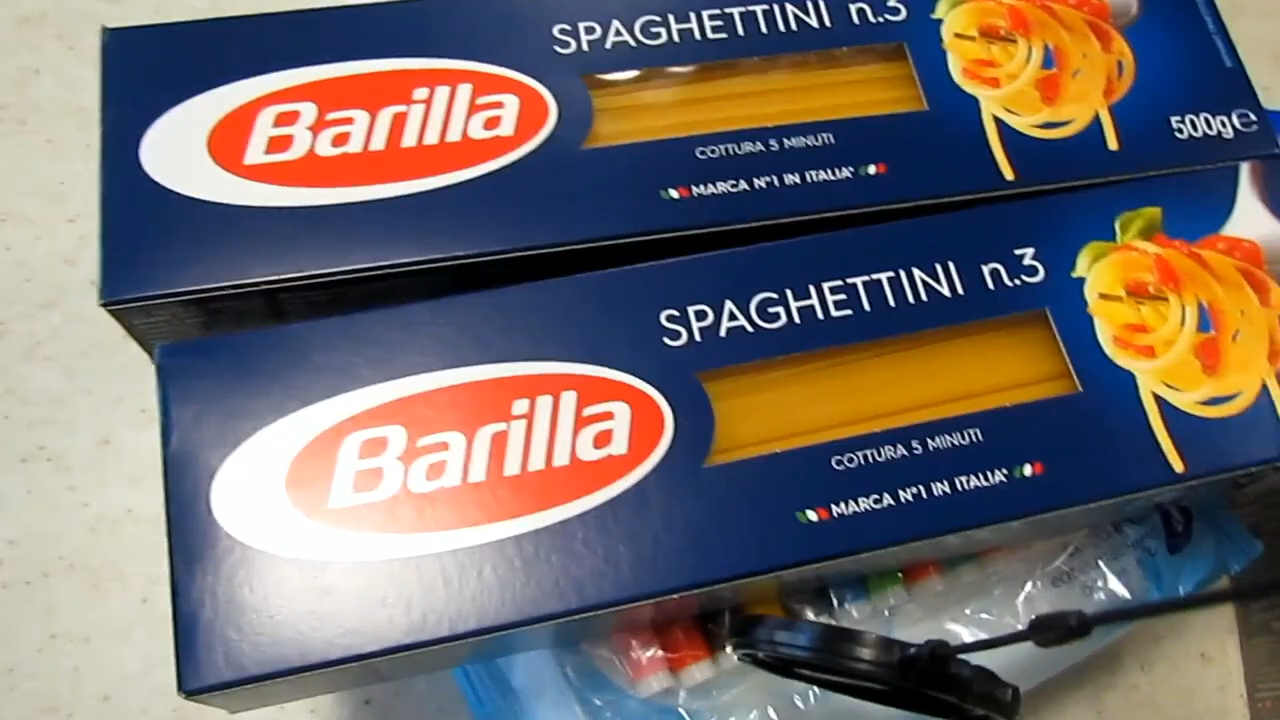 SPAGHETTINI n.3
Barilla
COTTURA 5 MINUTI
MARCA N°1 IN ITALIA*
500g℮
SPAGHETTINI n.3
Barilla
COTTURA 5 MINUTI
MARCA N°1 IN ITALIA*